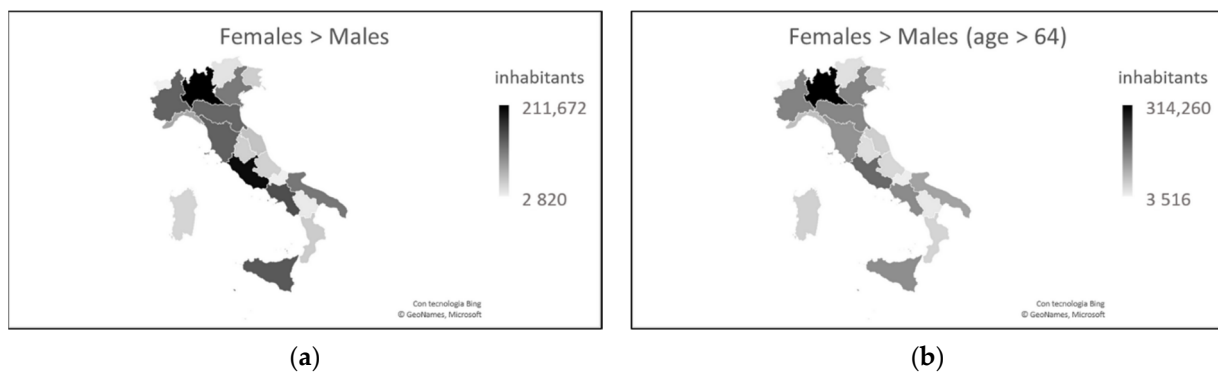 Females > Males
inhabitants
211,672
2 820
Con tecnologia Bing
© GeoNames, Microsoft
(a)
Females > Males (age > 64)
inhabitants
314,260
3 516
Con tecnologia Bing
© GeoNames, Microsoft
(b)